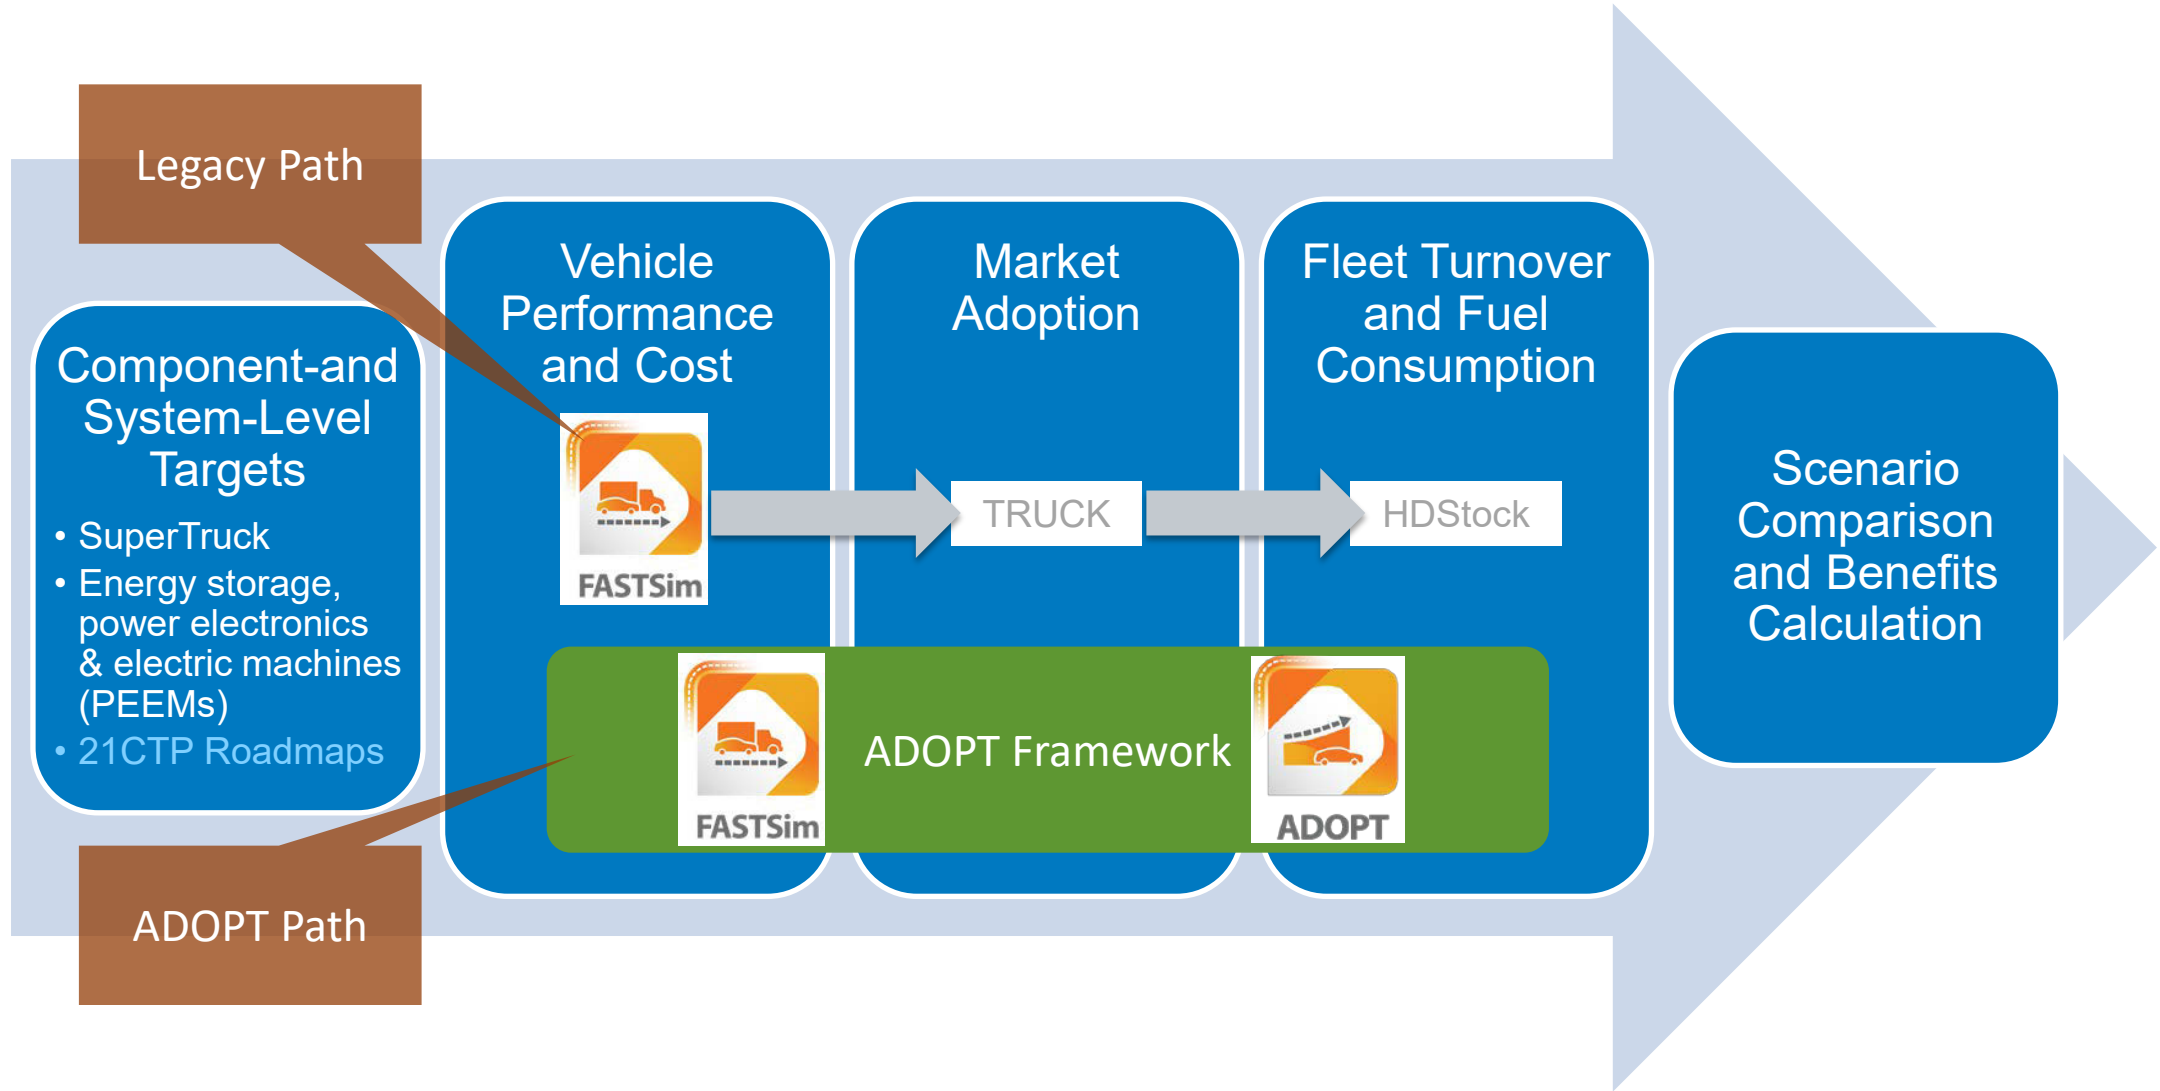 Legacy Path
Component-and
System-Level
Targets
• SuperTruck
• Energy storage,
power electronics
& electric machines
(PEEMs)
• 21CTP Roadmaps
ADOPT Path
Vehicle
Performance
and Cost
FASTSim
Market
Adoption
TRUCK
Fleet Turnover
and Fuel
Consumption
HDStock
FASTSim
ADOPT Framework
ADOPT
Scenario
Comparison
and Benefits
Calculation